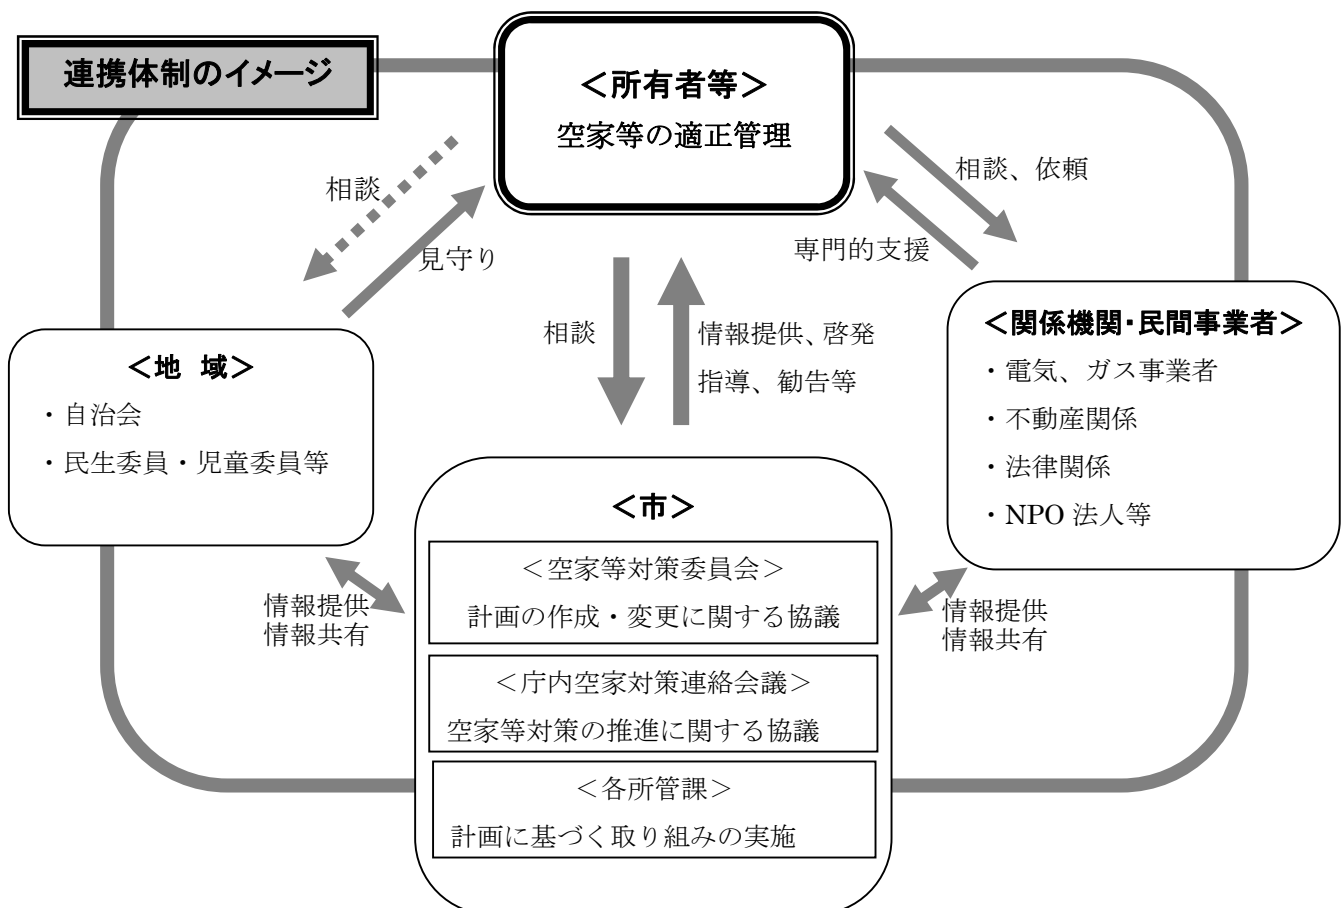 連携体制のイメージ
＜所有者等＞
空家等の適正管理
相談
見守り
相談、依頼
専門的支援
相談
情報提供、啓発
指導、勧告等
＜地　域＞
・自治会
・民生委員・児童委員等
＜関係機関・民間事業者＞
・電気、ガス事業者
・不動産関係
・法律関係
・NPO 法人等
情報提供
情報共有
情報提供
情報共有
＜市＞
＜空家等対策委員会＞
計画の作成・変更に関する協議
＜庁内空家対策連絡会議＞
空家等対策の推進に関する協議
＜各所管課＞
計画に基づく取り組みの実施